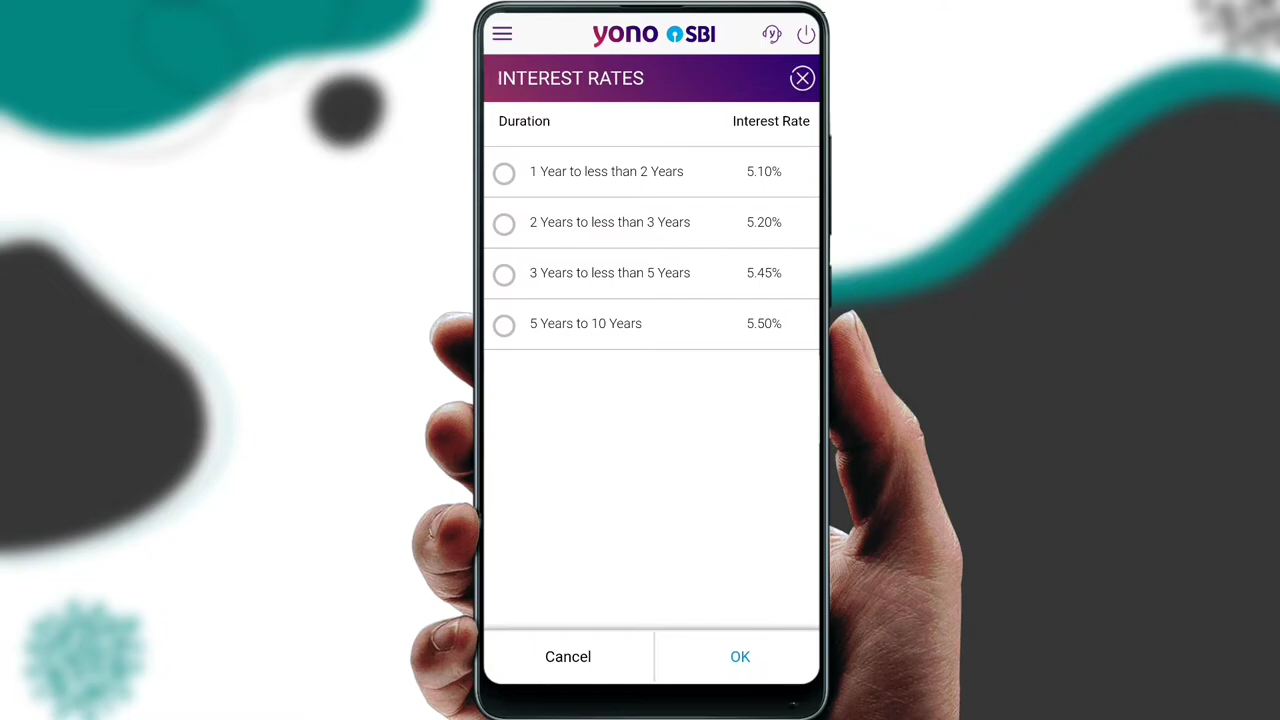 yono SBI
INTEREST RATES
Duration Interest Rate
1 Year to less than 2 Years 5.10%
2 Years to less than 3 Years 5.20%
3 Years to less than 5 Years 5.45%
5 Years to 10 Years 5.50%
Cancel OK